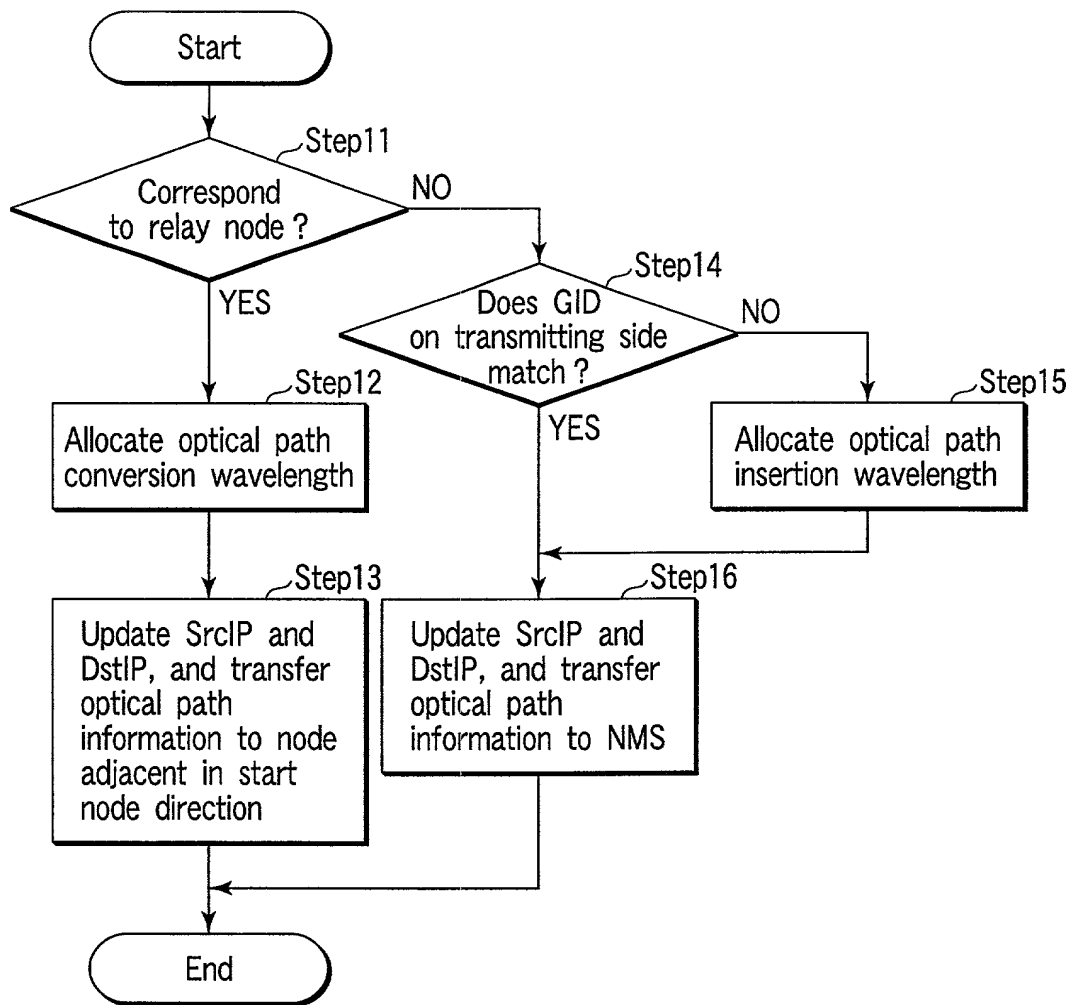 Start
Step11
Correspond
to relay node?
NO
YES
Step14
Does GID
on transmitting side
match?
NO
YES
Step12
Allocate optical path
conversion wavelength
Step15
Allocate optical path
insertion wavelength
Step13
Update SrcIP and
DstIP, and transfer
optical path
information to node
adjacent in start
node direction
Step16
Update SrcIP and
DstIP, and transfer
optical path
information to NMS
End